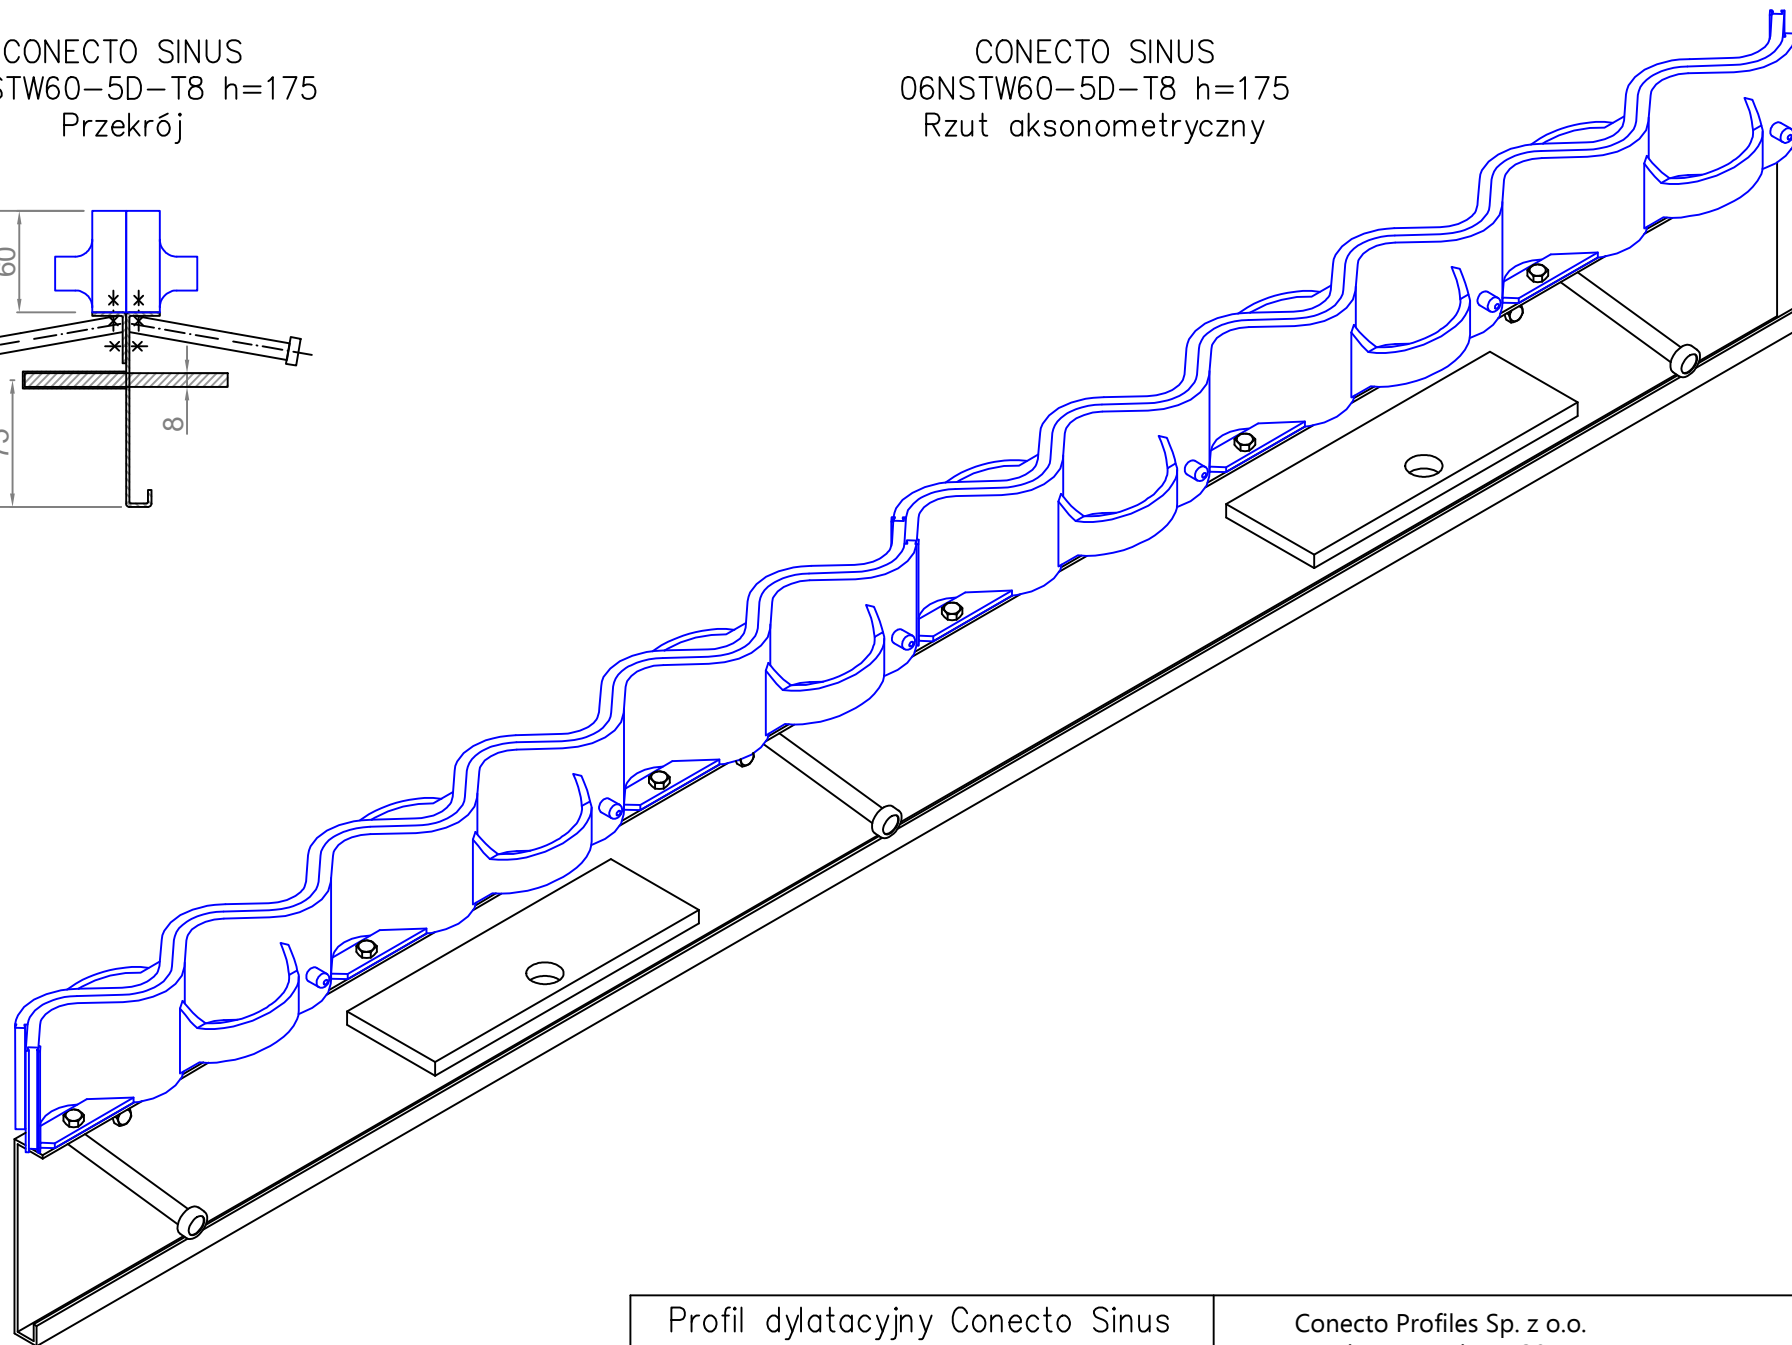 CONECTO SINUS
STW60-5D-T8 h=175
Przekrój
CONECTO SINUS
06NSTW60-5D-T8 h=175
Rzut aksonometryczny
60
8
Profil dylatacyjny Conecto Sinus
Conecto Profiles Sp. z o.o.